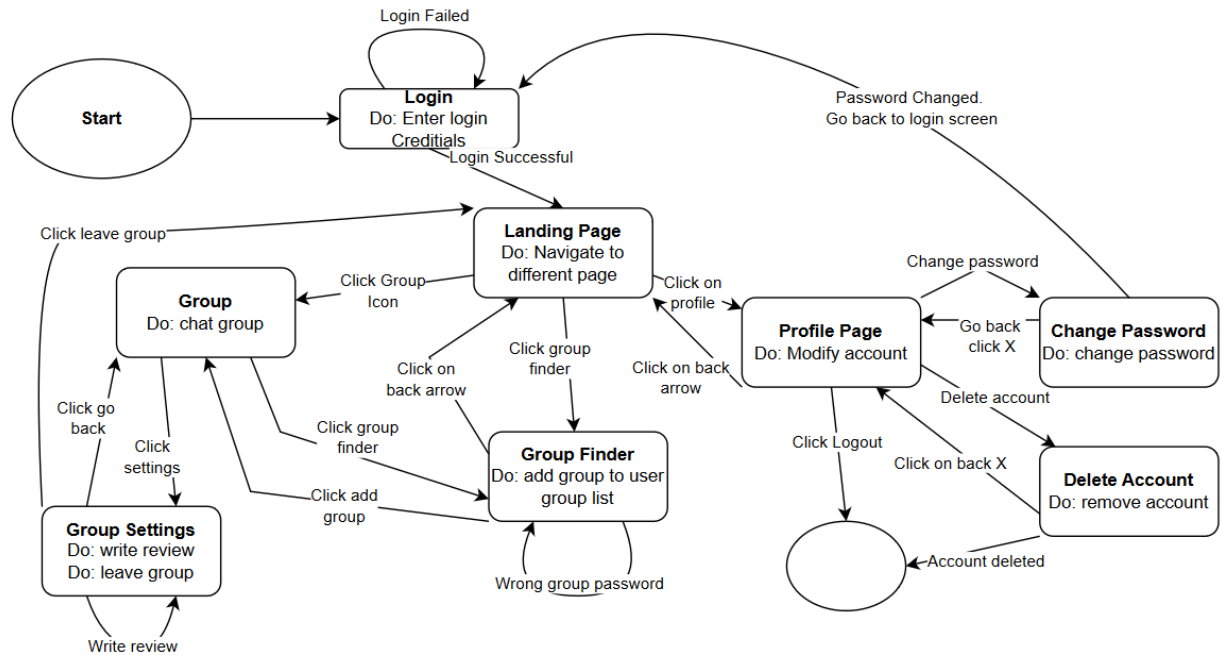 Login Failed
Start
Login
Do: Enter login
Creditials
Password Changed.
Go back to login screen
Login Successful
Click leave group
Landing Page
Do: Navigate to
different page
Click Group
Icon
Click on
profile
Change password
Group
Do: chat group
Profile Page
Do: Modify account
Go back
click X
Change Password
Do: change password
Click on
back arrow
Click group
finder
Click on back
arrow
Click go
back
Click
settings
Click group
finder
Click Logout
Delete account
Click on back X
Group Finder
Do: add group to user
group list
Click add
group
Delete Account
Do: remove account
Group Settings
Do: write review
Do: leave group
Wrong group password
Account deleted
Write review